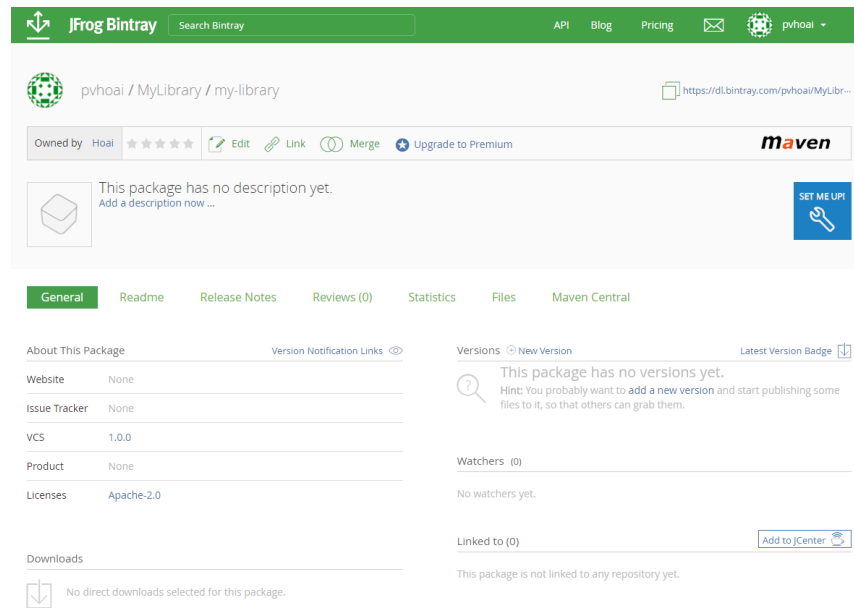 JFrog Bintray Search Bintray API Blog Pricing pvhoai
pvhoai / MyLibrary / my-library https://dl.bintray.com/pvhoai/MyLibr...
Owned by Hoai Edit Link Merge Upgrade to Premium maven
This package has no description yet.
Add a description now ...
SET ME UP!
General Readme Release Notes Reviews (0) Statistics Files Maven Central
About This Package Version Notification Links
Website None
Issue Tracker None
VCS 1.0.0
Product None
Licenses Apache-2.0
Downloads
No direct downloads selected for this package.
Versions New Version Latest Version Badge
This package has no versions yet.
Hint: You probably want to add a new version and start publishing some
files to it, so that others can grab them.
Watchers (0)
No watchers yet.
Linked to (0) Add to JCenter
This package is not linked to any repository yet.